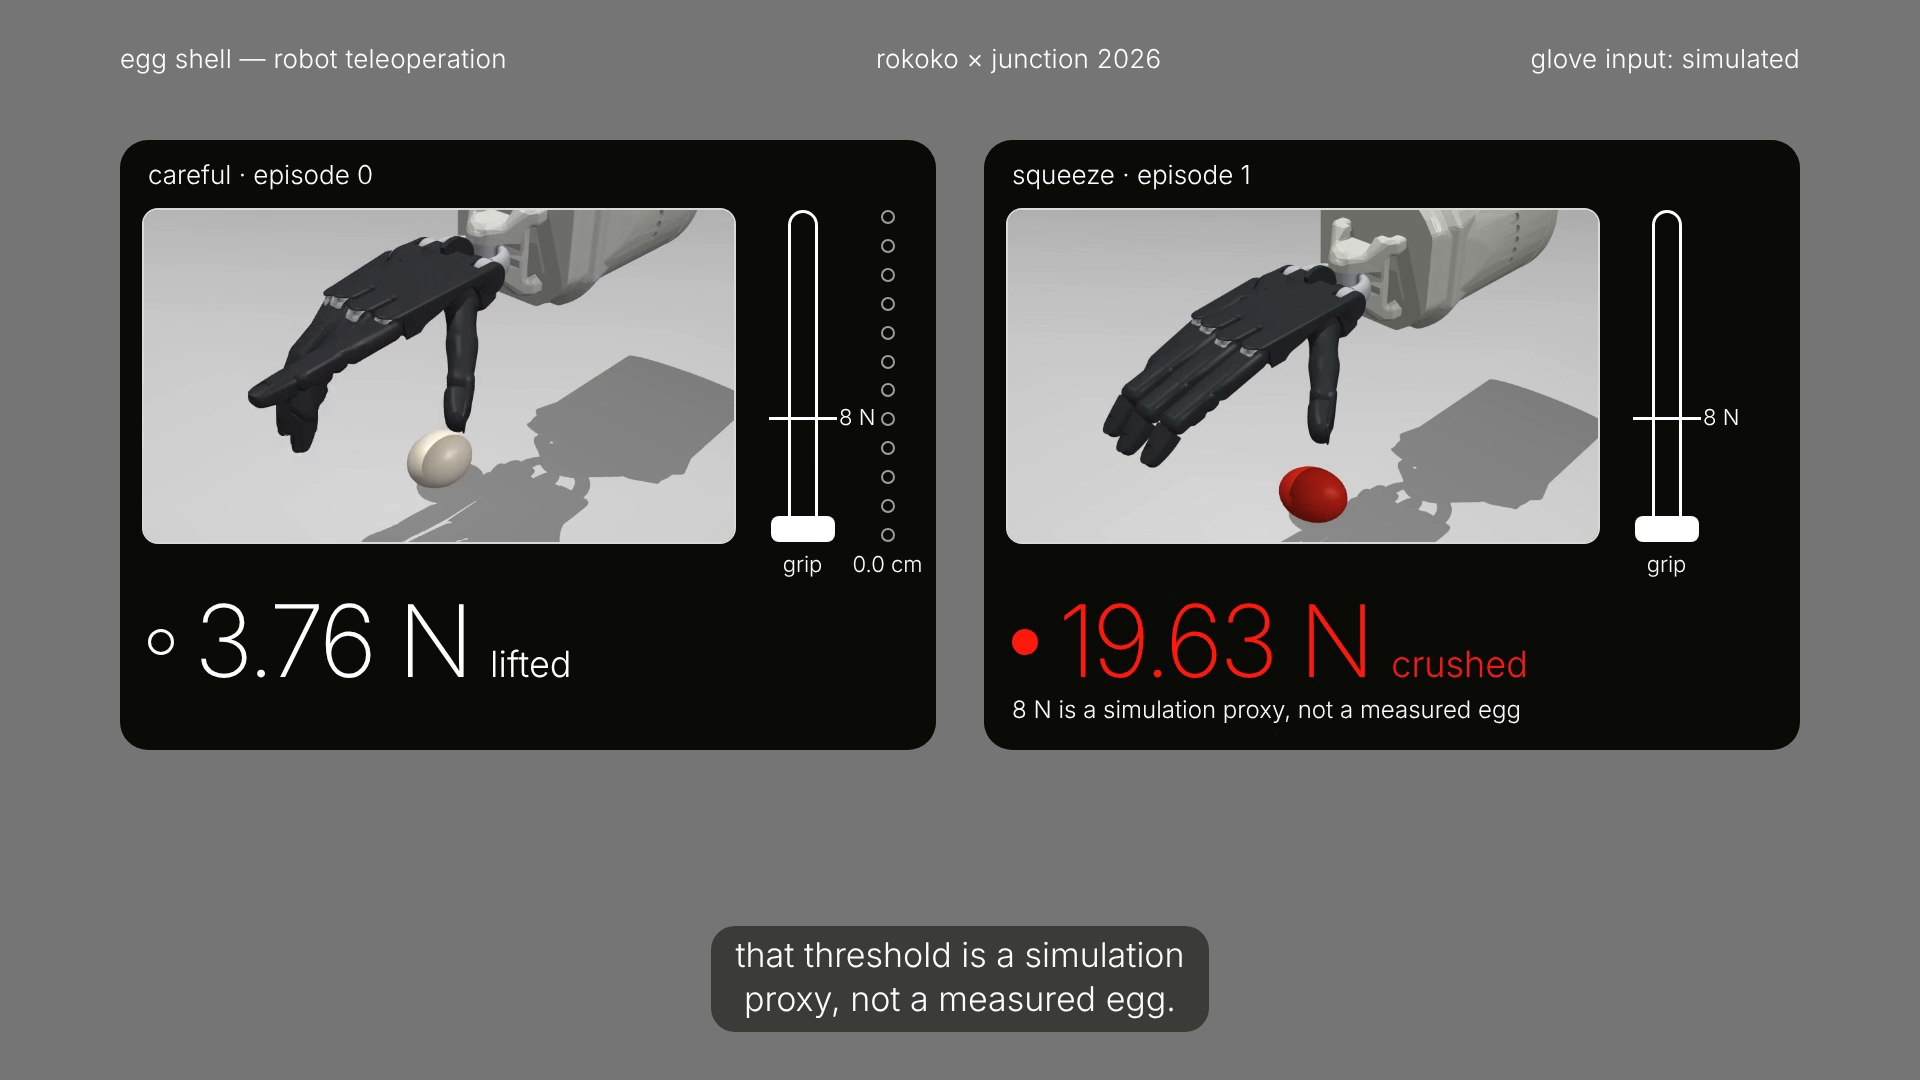 egg shell — robot teleoperation
rokoko × junction 2026
glove input: simulated
careful · episode 0
8 N
grip
0.0 cm
3.76 N lifted
squeeze · episode 1
8 N
grip
19.63 N crushed
8 N is a simulation proxy, not a measured egg
that threshold is a simulation
proxy, not a measured egg.